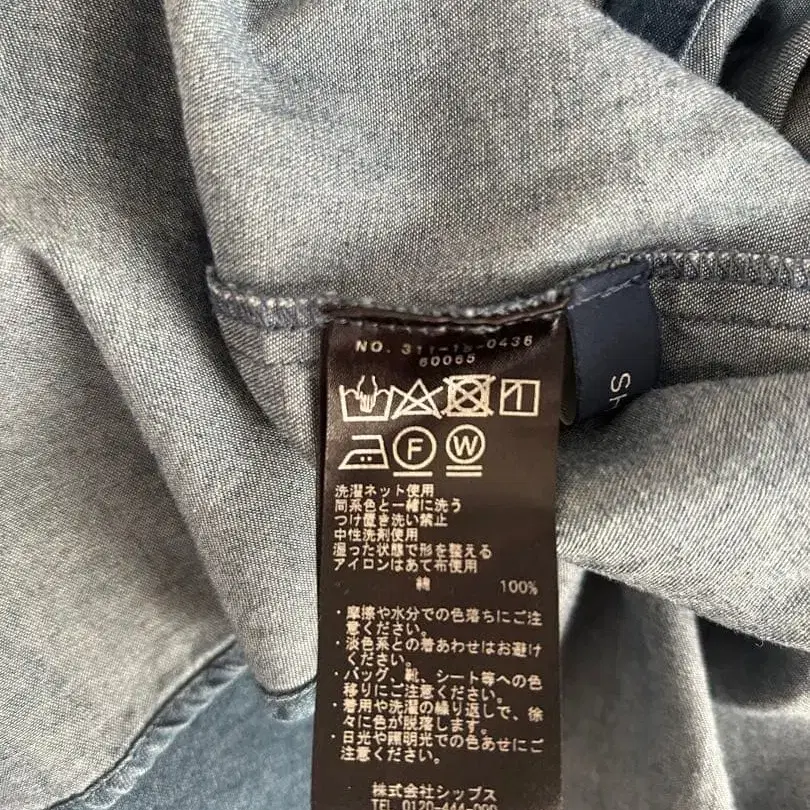 NO. 311-18-0436
60065
F W
洗濯ネット使用
同系色と一緒に洗う
つけ置き洗い禁止
中性洗剤使用
湿った状態で形を整える
アイロンはあて布使用
綿 100%
・摩擦や水分での色落ちにご注
意ください。
・淡色系との着あわせはお避け
ください。
・バッグ、靴、シート等への色
移りにご注意ください。
・着用や洗濯の繰り返しで、徐
々に色が脱落します。
・日光や照明光での色あせにご
注意ください。
株式会社シップス
TEL 0120-444-099
SH